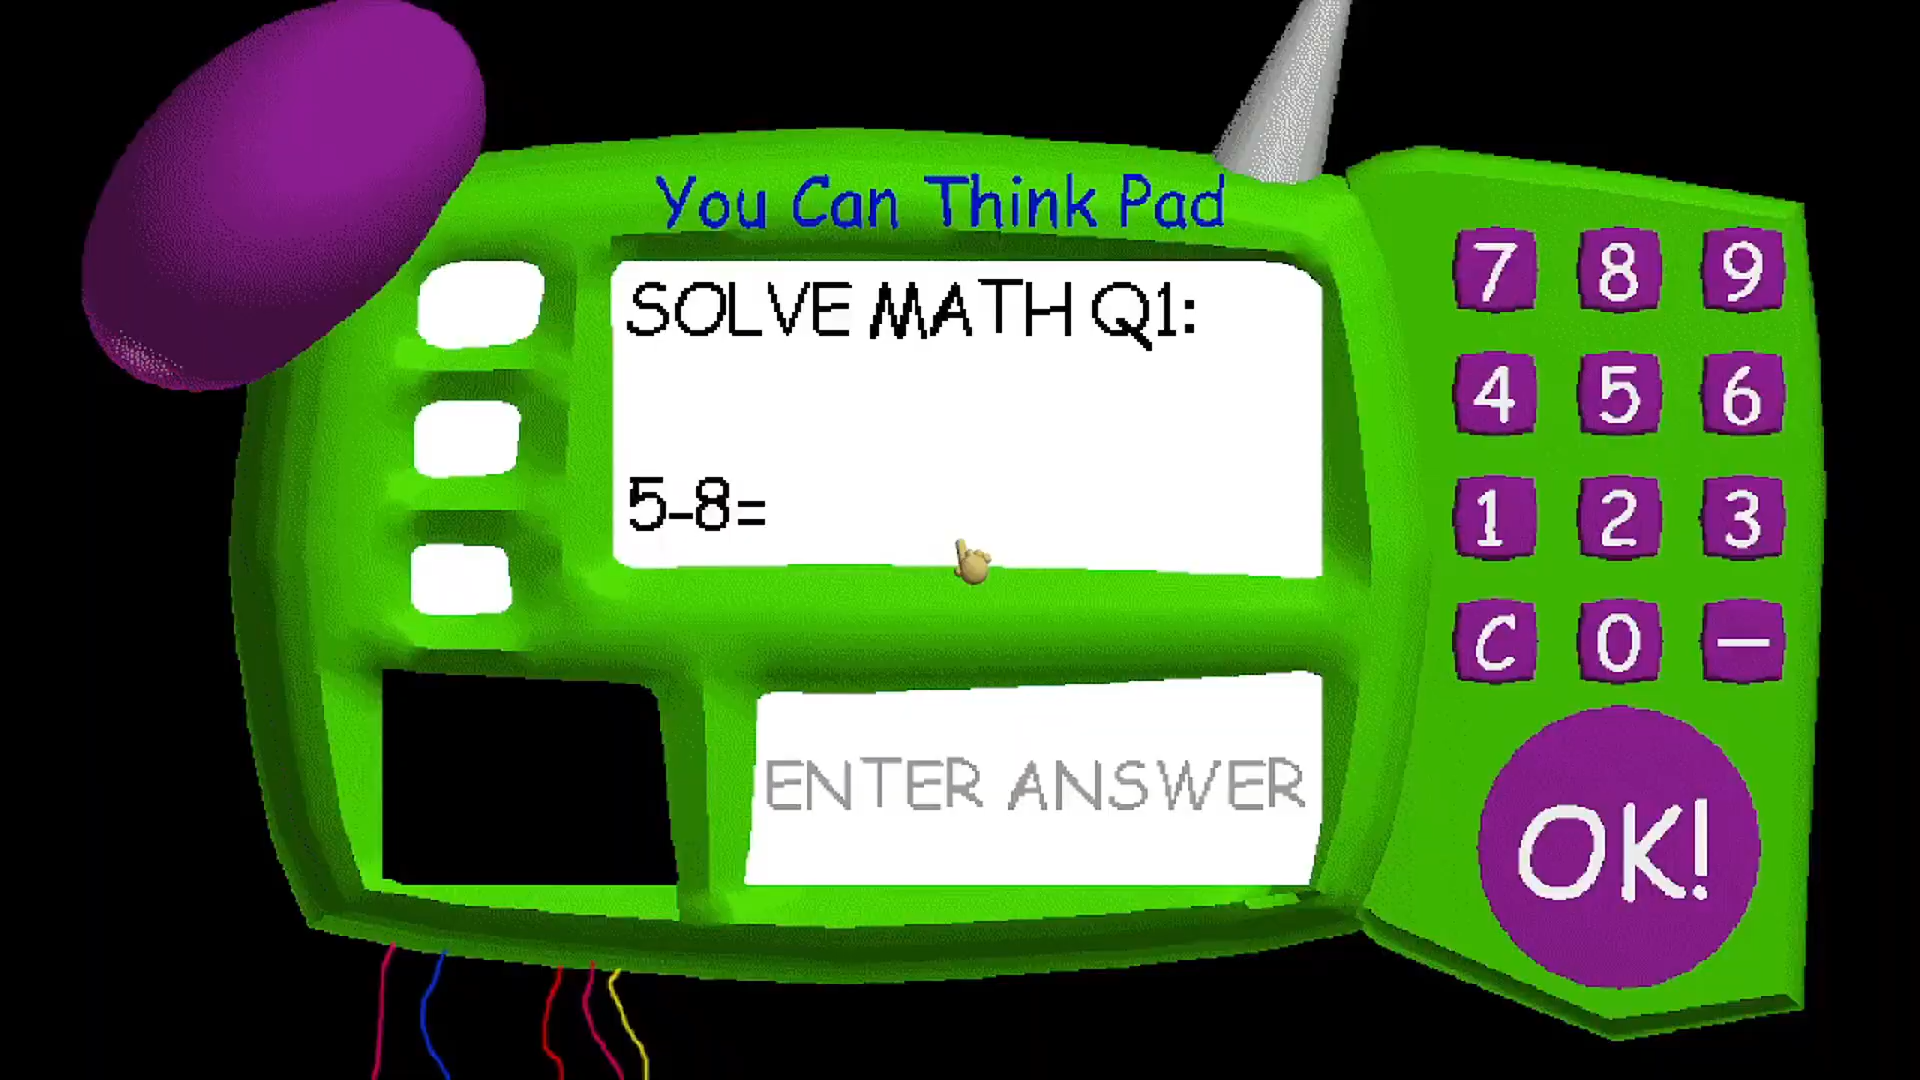 You Can Think Pad
SOLVE MATH Q1:
5-8=
7 8 9
4 5 6
1 2 3
C 0 —
ENTER ANSWER
OK!